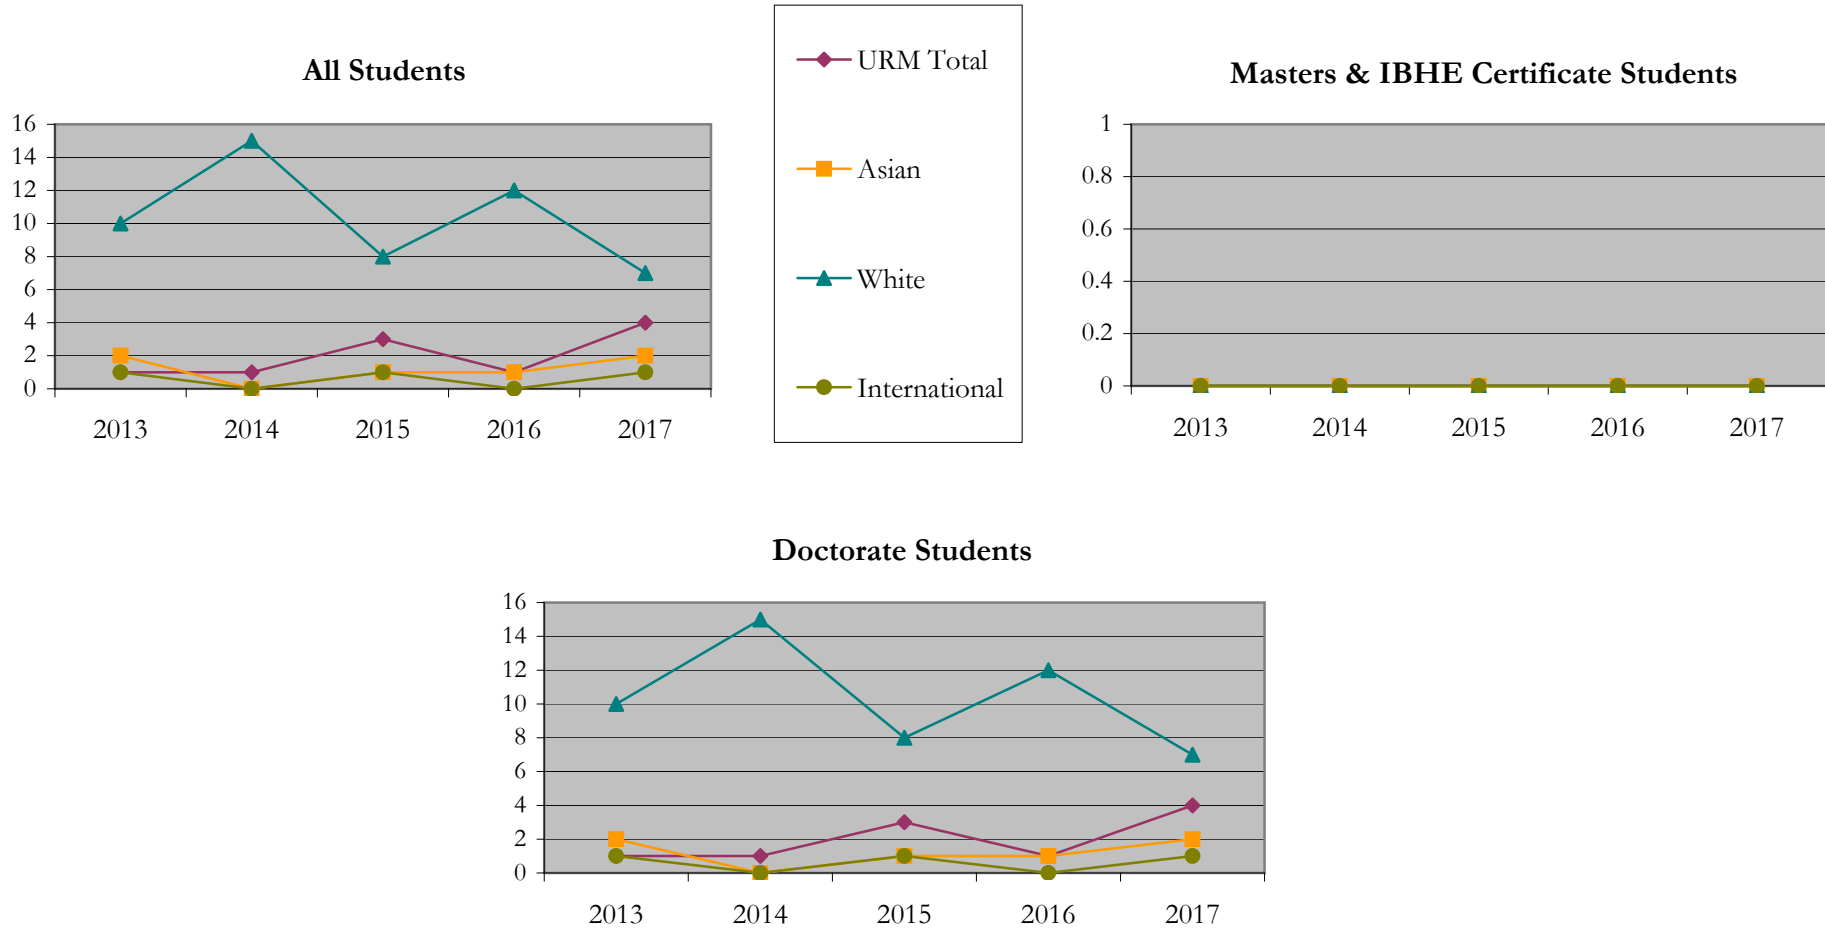 All Students
16
14
12
10
8
6
4
2
0
2013 2014 2015 2016 2017
URM Total
Asian
White
International
Masters & IBHE Certificate Students
1
0.8
0.6
0.4
0.2
0
2013 2014 2015 2016 2017
Doctorate Students
16
14
12
10
8
6
4
2
0
2013 2014 2015 2016 2017